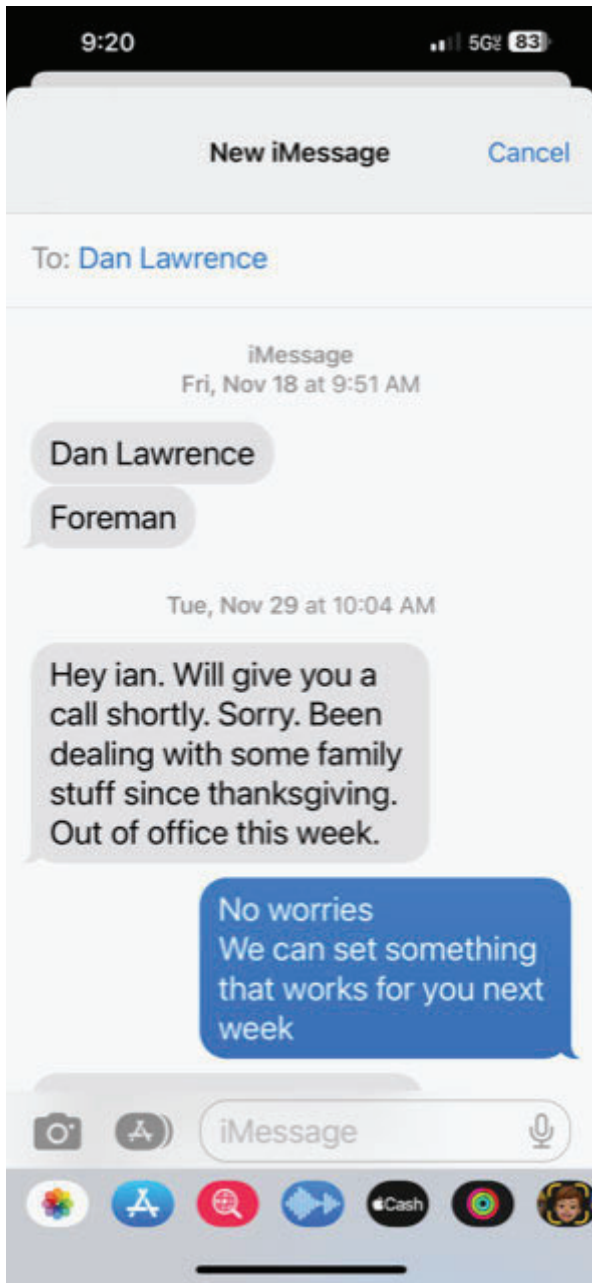 9:20 5G 83
New iMessage Cancel
To: Dan Lawrence
iMessage
Fri, Nov 18 at 9:51 AM
Dan Lawrence
Foreman
Tue, Nov 29 at 10:04 AM
Hey ian. Will give you a
call shortly. Sorry. Been
dealing with some family
stuff since thanksgiving.
Out of office this week.
No worries
We can set something
that works for you next
week
iMessage
Cash